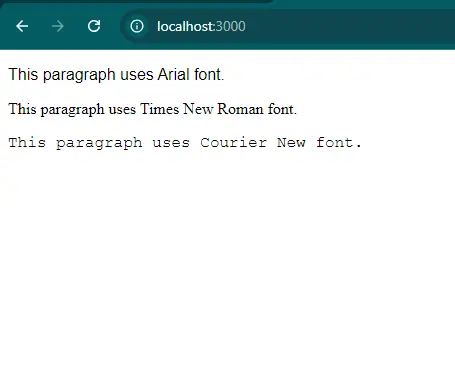 localhost:3000
This paragraph uses Arial font.
This paragraph uses Times New Roman font.
This paragraph uses Courier New font.